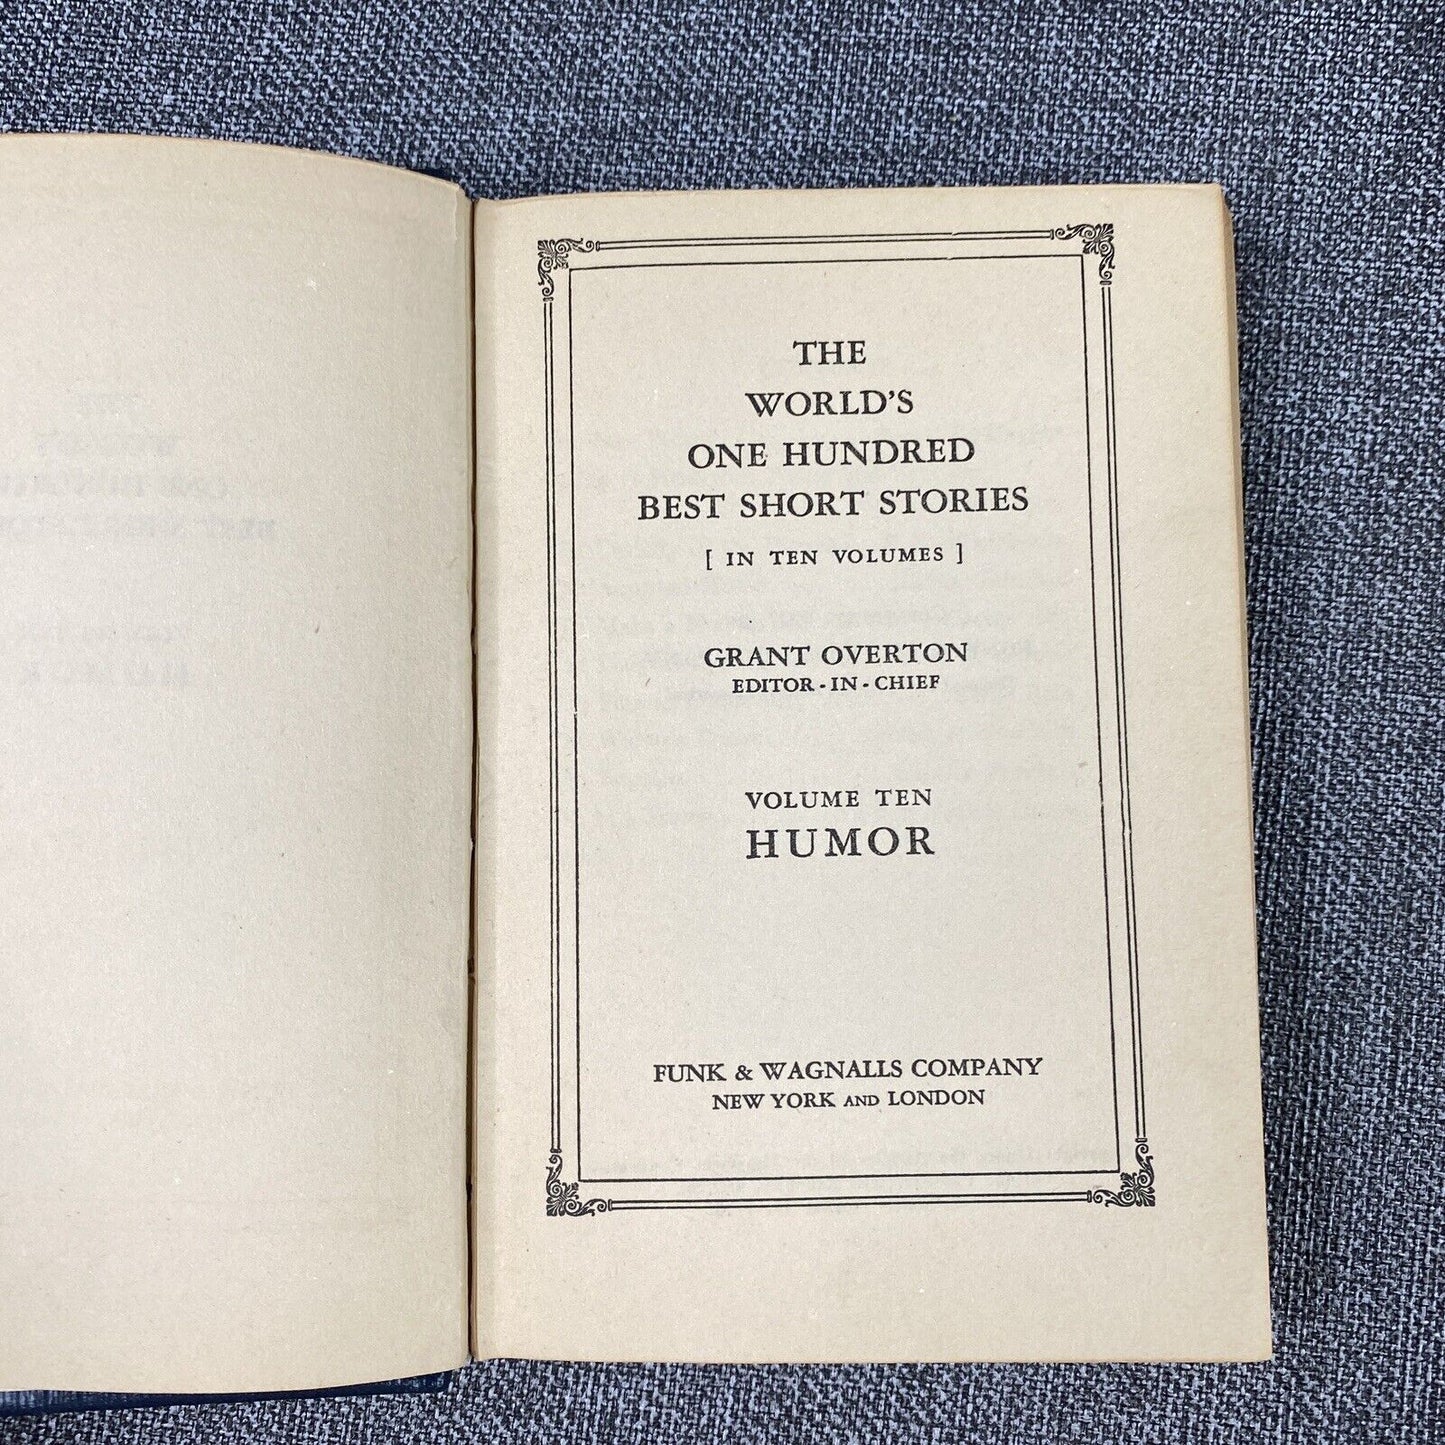 THE
WORLD'S
ONE HUNDRED
BEST SHORT STORIES
[ IN TEN VOLUMES ]
GRANT OVERTON
EDITOR-IN-CHIEF
VOLUME TEN
HUMOR
FUNK & WAGNALLS COMPANY
NEW YORK AND LONDON